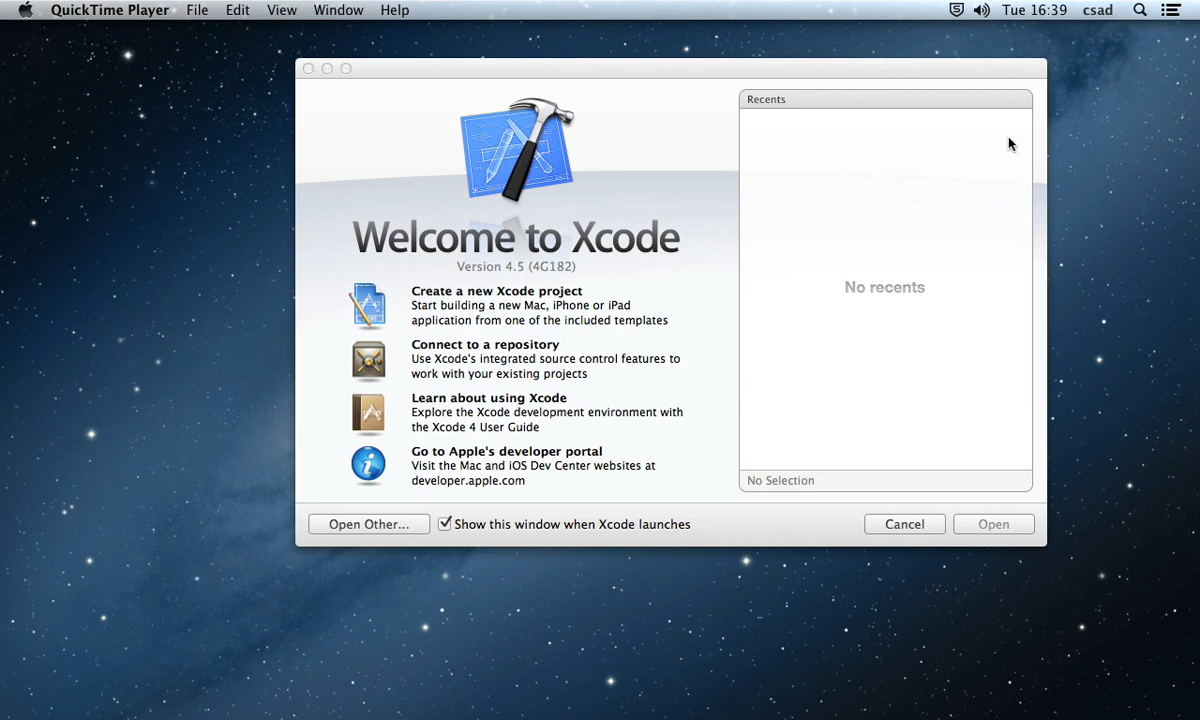 QuickTime Player File Edit View Window Help Tue 16:39 csad
Recents
No recents
Welcome to Xcode
Version 4.5 (4G182)
Create a new Xcode project
Start building a new Mac, iPhone or iPad
application from one of the included templates
Connect to a repository
Use Xcode's integrated source control features to
work with your existing projects
Learn about using Xcode
Explore the Xcode development environment with
the Xcode 4 User Guide
Go to Apple's developer portal
Visit the Mac and iOS Dev Center websites at
developer.apple.com
No Selection
Open Other... Show this window when Xcode launches Cancel Open